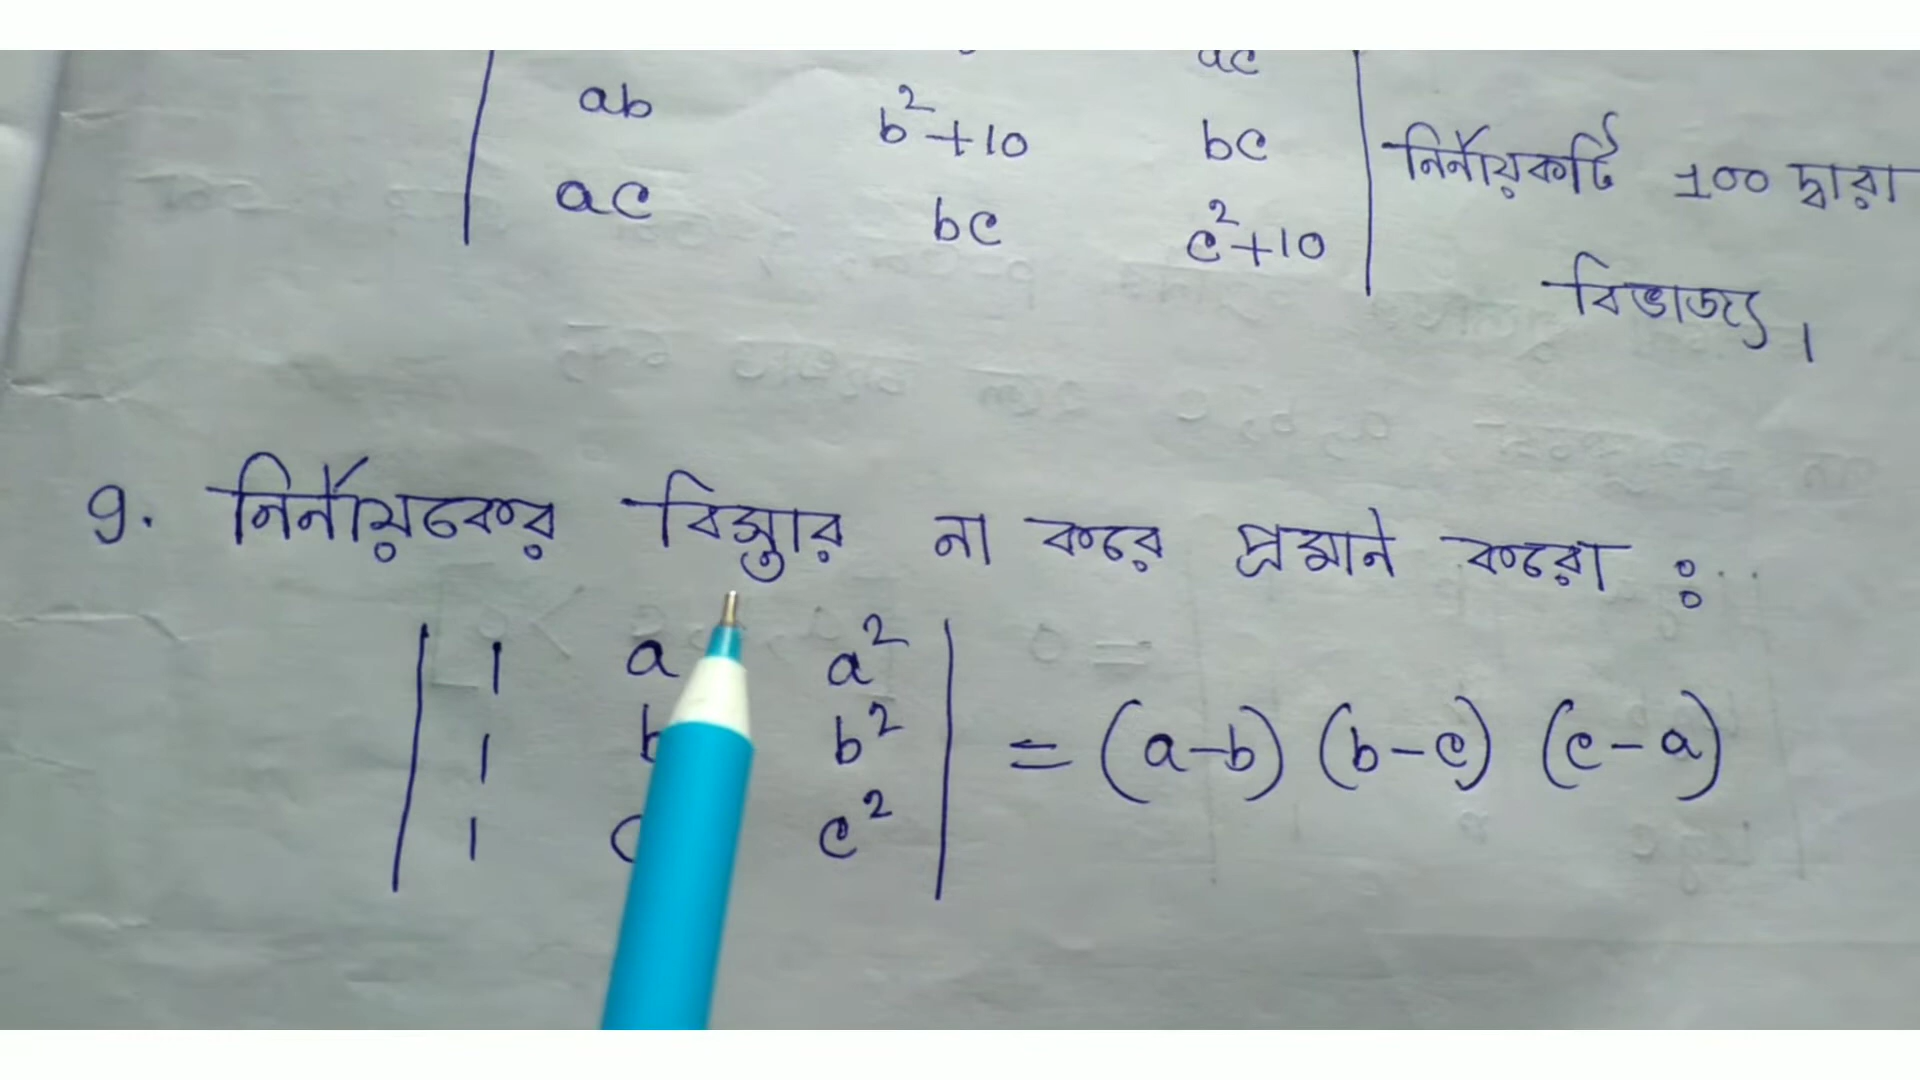 ac
ab b²+10 bc নির্নায়কটি 100 দ্বারা
ac bc c²+10
বিভাজ্য।
9. নির্নায়কের বিস্তার না করে প্রমান করো :
1 a a²
1 b b² = (a-b) (b-c) (c-a)
1 c c²